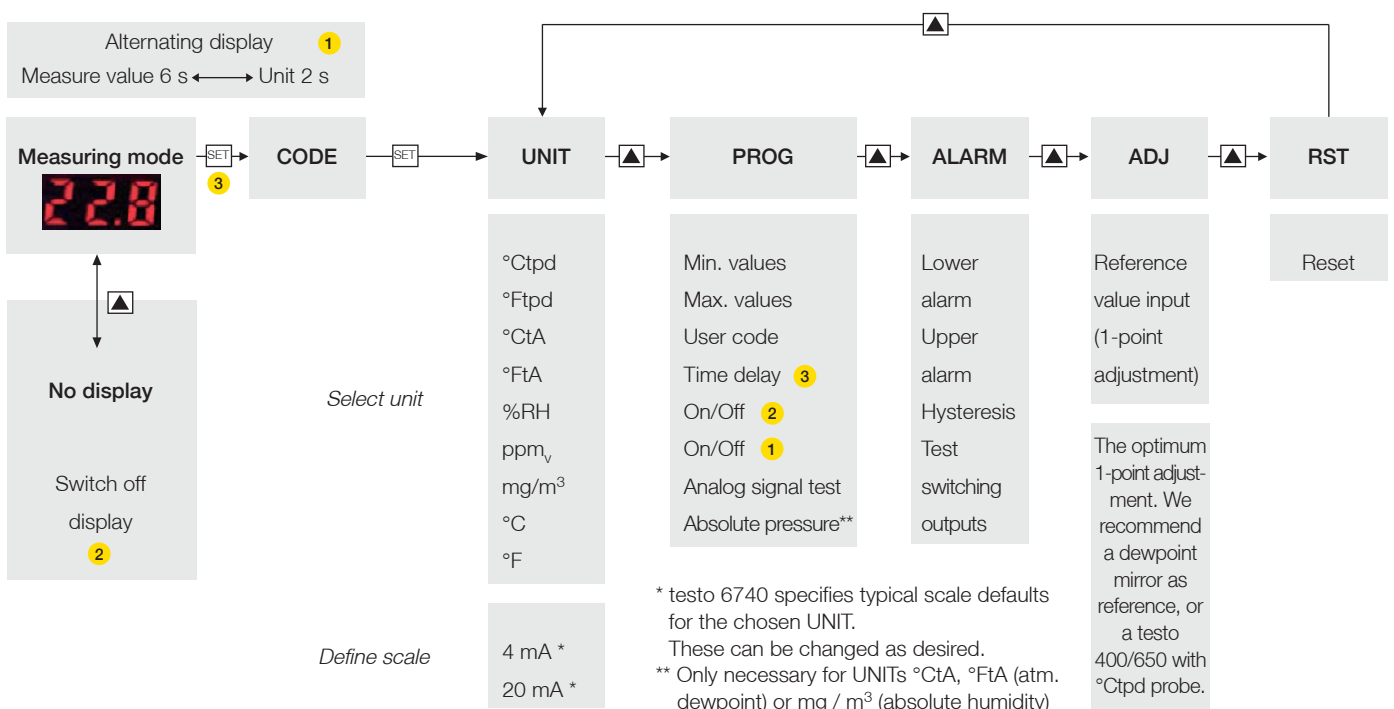 Alternating display 1
Measure value 6 s Unit 2 s
Measuring mode
22.8
SET
3
CODE
SET
UNIT
PROG
ALARM
ADJ
RST
No display
Switch off
display
2
Select unit
°Ctpd
°Ftpd
°CtA
°FtA
%RH
ppmv
mg/m³
°C
°F
Define scale
4 mA *
20 mA *
Min. values
Max. values
User code
Time delay 3
On/Off 2
On/Off 1
Analog signal test
Absolute pressure**
Lower
alarm
Upper
alarm
Hysteresis
Test
switching
outputs
Reference
value input
(1-point
adjustment)
The optimum
1-point adjust-
ment. We
recommend
a dewpoint
mirror as
reference, or
a testo
400/650 with
°Ctpd probe.
Reset
* testo 6740 specifies typical scale defaults
for the chosen UNIT.
These can be changed as desired.
** Only necessary for UNITs °CtA, °FtA (atm.
dewpoint) or mg / m³ (absolute humidity)